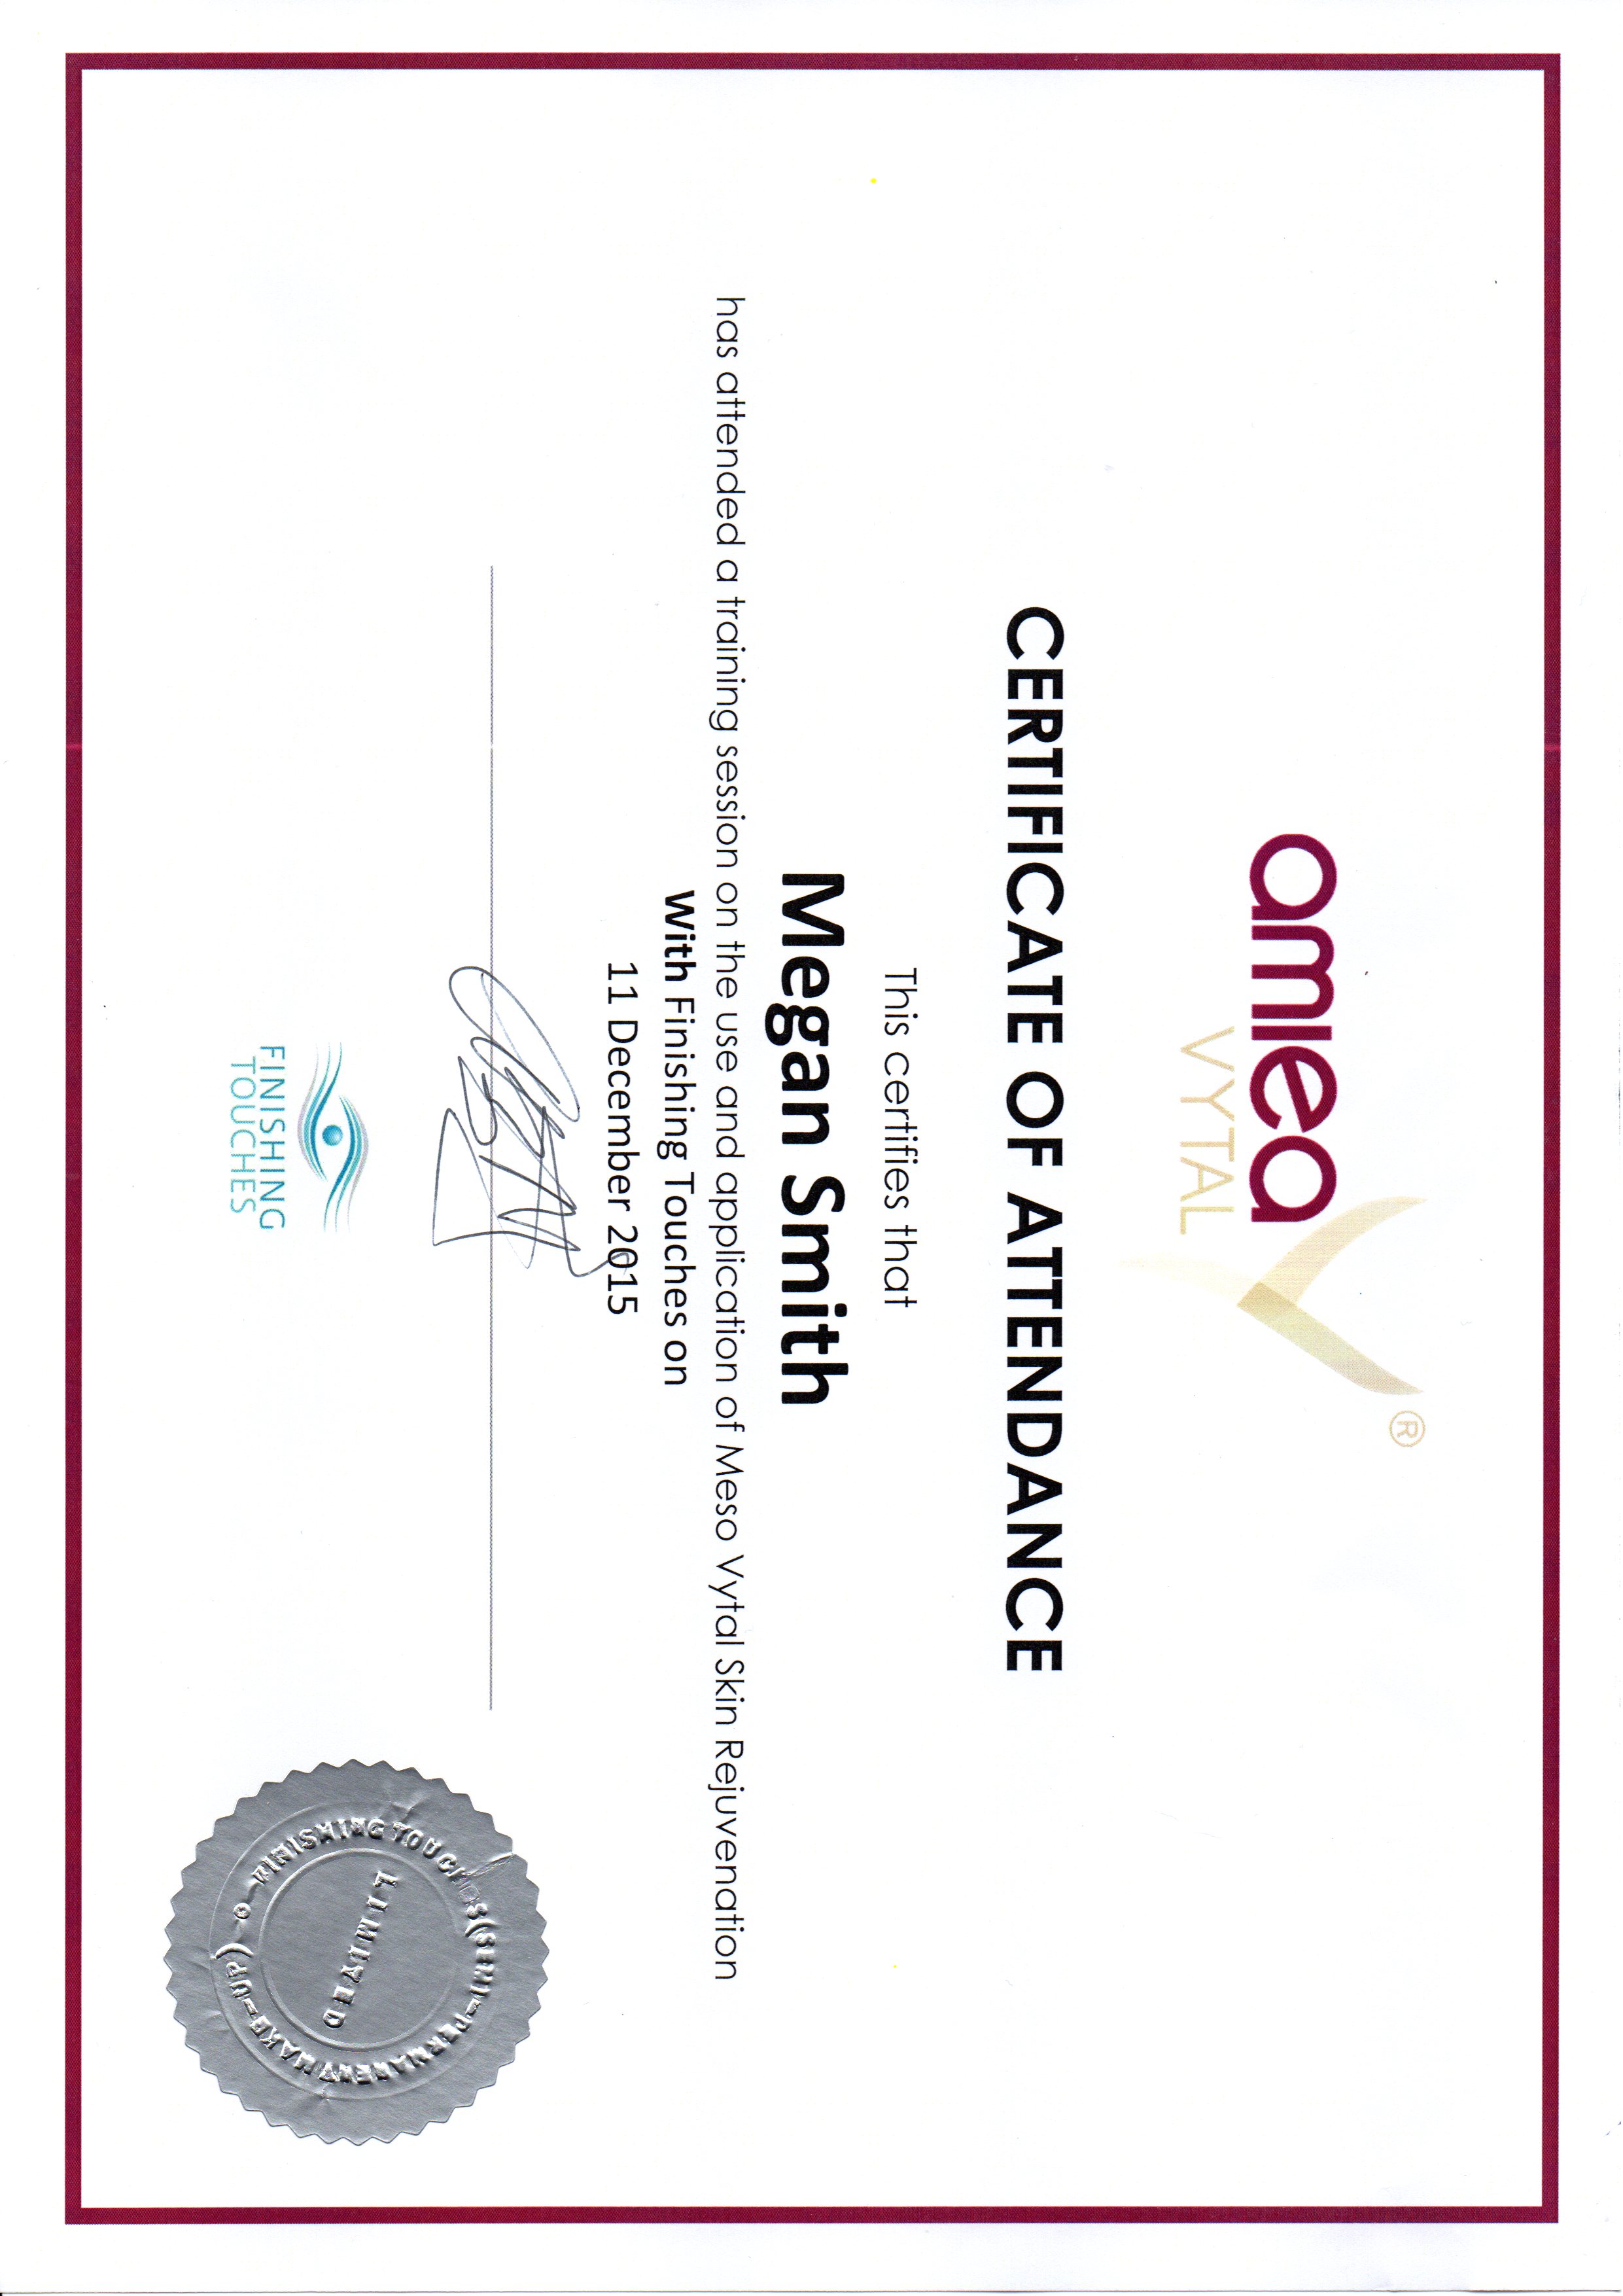 amiea
VYTAL
®
CERTIFICATE OF ATTENDANCE
This certifies that
Megan Smith
has attended a training session on the use and application of Meso Vytal Skin Rejuvenation
With Finishing Touches on
11 December 2015
FINISHING
TOUCHES
FINISHING TOUCHES (SEMI-PERMANENT MAKE-UP)
LIMITED